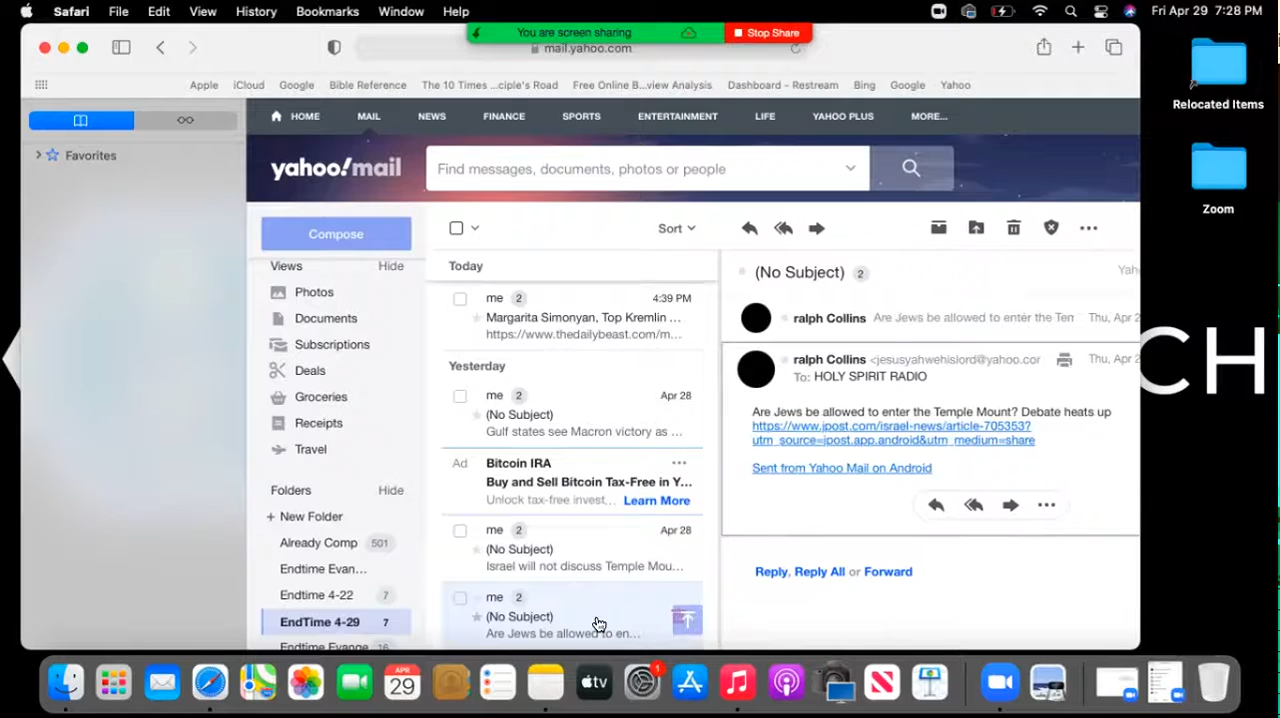 Safari File Edit View History Bookmarks Window Help Fri Apr 29 7:28 PM
You are screen sharing Stop Share
mail.yahoo.com
Apple iCloud Google Bible Reference The 10 Times ...ciple's Road Free Online B...view Analysis Dashboard – Restream Bing Google Yahoo
HOME MAIL NEWS FINANCE SPORTS ENTERTAINMENT LIFE YAHOO PLUS MORE...
Relocated Items
Favorites
yahoo!mail Find messages, documents, photos or people
Zoom
Compose Sort
Views Hide
Photos
Documents
Subscriptions
Deals
Groceries
Receipts
Travel
Folders Hide
+ New Folder
Already Comp 501
Endtime Evan...
Endtime 4-22 7
EndTime 4-29 7
Endtime Evange 16
Today
me 2 4:39 PM
Margarita Simonyan, Top Kremlin ...
https://www.thedailybeast.com/m...
Yesterday
me 2 Apr 28
(No Subject)
Gulf states see Macron victory as ...
Ad Bitcoin IRA
Buy and Sell Bitcoin Tax-Free in Y...
Unlock tax-free invest... Learn More
me 2 Apr 28
(No Subject)
Israel will not discuss Temple Mou...
me 2
(No Subject)
Are Jews be allowed to en...
(No Subject) 2 Yah
ralph Collins Are Jews be allowed to enter the Tem Thu, Apr 2
ralph Collins <jesusyahwehislord@yahoo.cor Thu, Apr 2
To: HOLY SPIRIT RADIO
Are Jews be allowed to enter the Temple Mount? Debate heats up
https://www.jpost.com/israel-news/article-705353?
utm_source=jpost.app.android&utm_medium=share
Sent from Yahoo Mail on Android
Reply, Reply All or Forward
CH
APR
29
tv
1